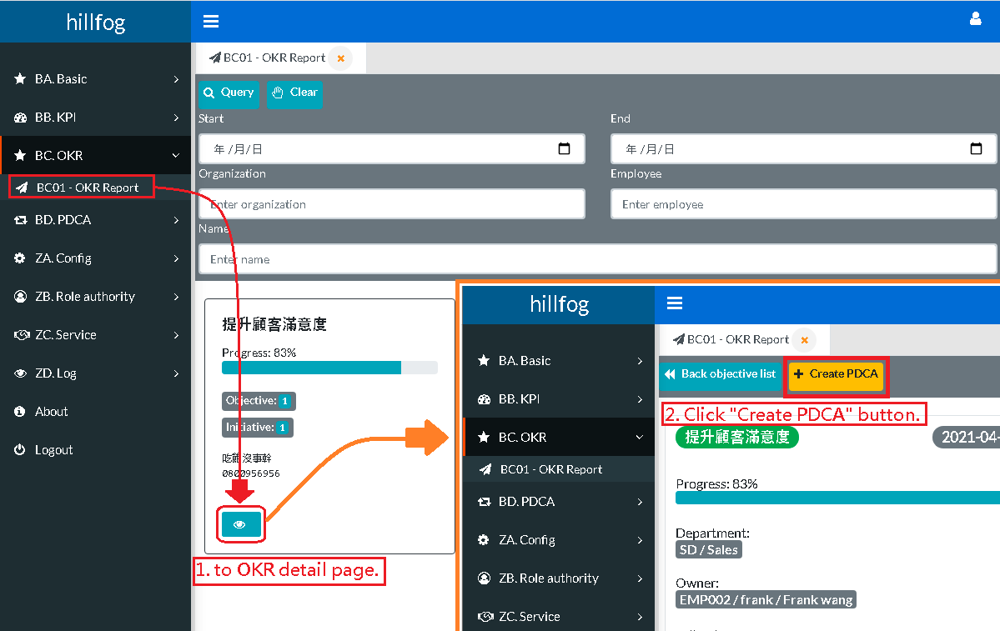 hillfog
BA. Basic
BB. KPI
BC. OKR
BC01 - OKR Report
BD. PDCA
ZA. Config
ZB. Role authority
ZC. Service
ZD. Log
About
Logout
BC01 - OKR Report
Query Clear
Start End
年 /月/日 年 /月/日
Organization Employee
Enter organization Enter employee
Name
Enter name
提升顧客滿意度
Progress: 83%
Objective: 1
Initiative: 1
吃飽沒事幹
0800956956
1. to OKR detail page.
hillfog
BA. Basic
BB. KPI
BC. OKR
BC01 - OKR Report
BD. PDCA
ZA. Config
ZB. Role authority
ZC. Service
BC01 - OKR Report
Back objective list Create PDCA
2. Click "Create PDCA" button.
提升顧客滿意度 2021-04-
Progress: 83%
Department:
SD / Sales
Owner:
EMP002 / frank / Frank wang